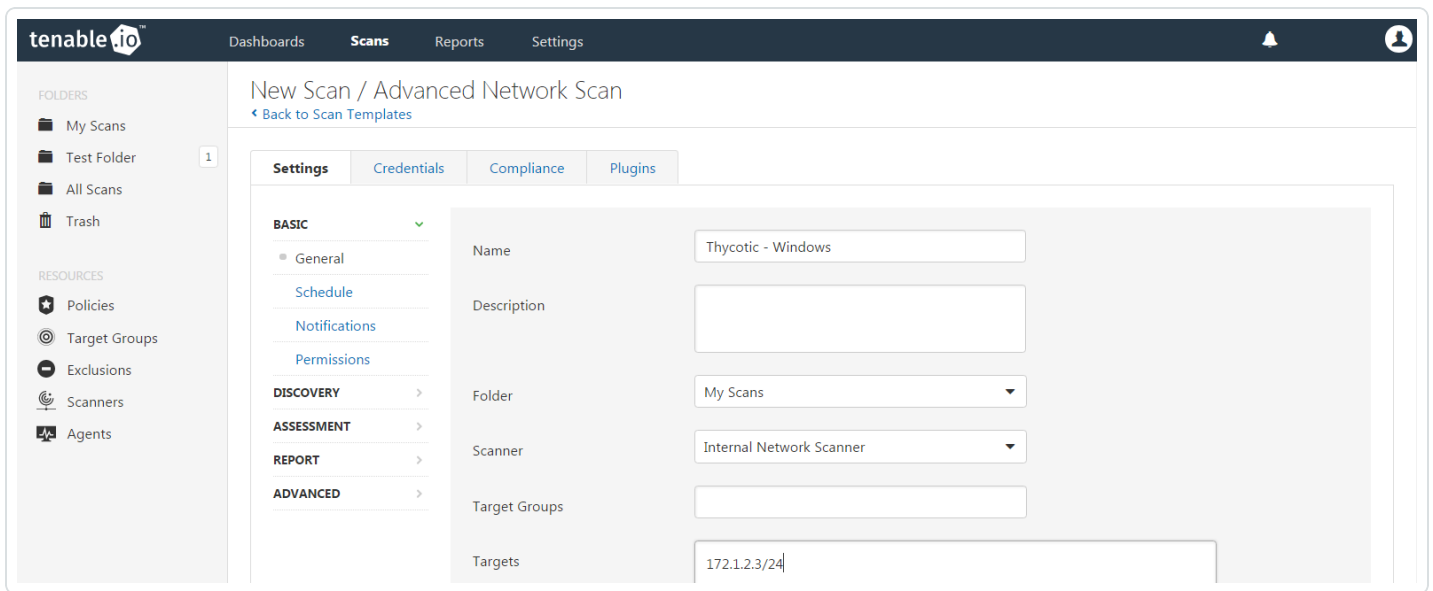 tenable.io™
Dashboards Scans Reports Settings
FOLDERS
My Scans
Test Folder 1
All Scans
Trash
RESOURCES
Policies
Target Groups
Exclusions
Scanners
Agents
New Scan / Advanced Network Scan
Back to Scan Templates
Settings Credentials Compliance Plugins
BASIC
General
Schedule
Notifications
Permissions
DISCOVERY
ASSESSMENT
REPORT
ADVANCED
Name Thycotic - Windows
Description
Folder My Scans
Scanner Internal Network Scanner
Target Groups
Targets 172.1.2.3/24